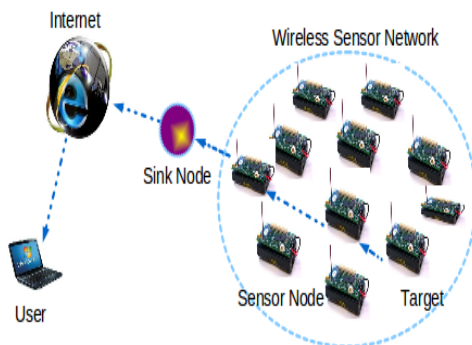 Internet
Wireless Sensor Network
Sink Node
Sensor Node
Target
User